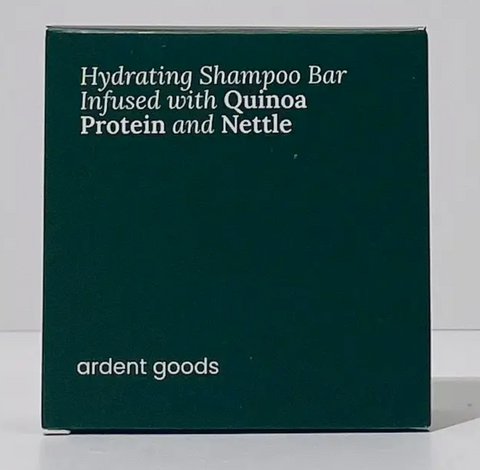 Hydrating Shampoo Bar
Infused with Quinoa
Protein and Nettle
ardent goods